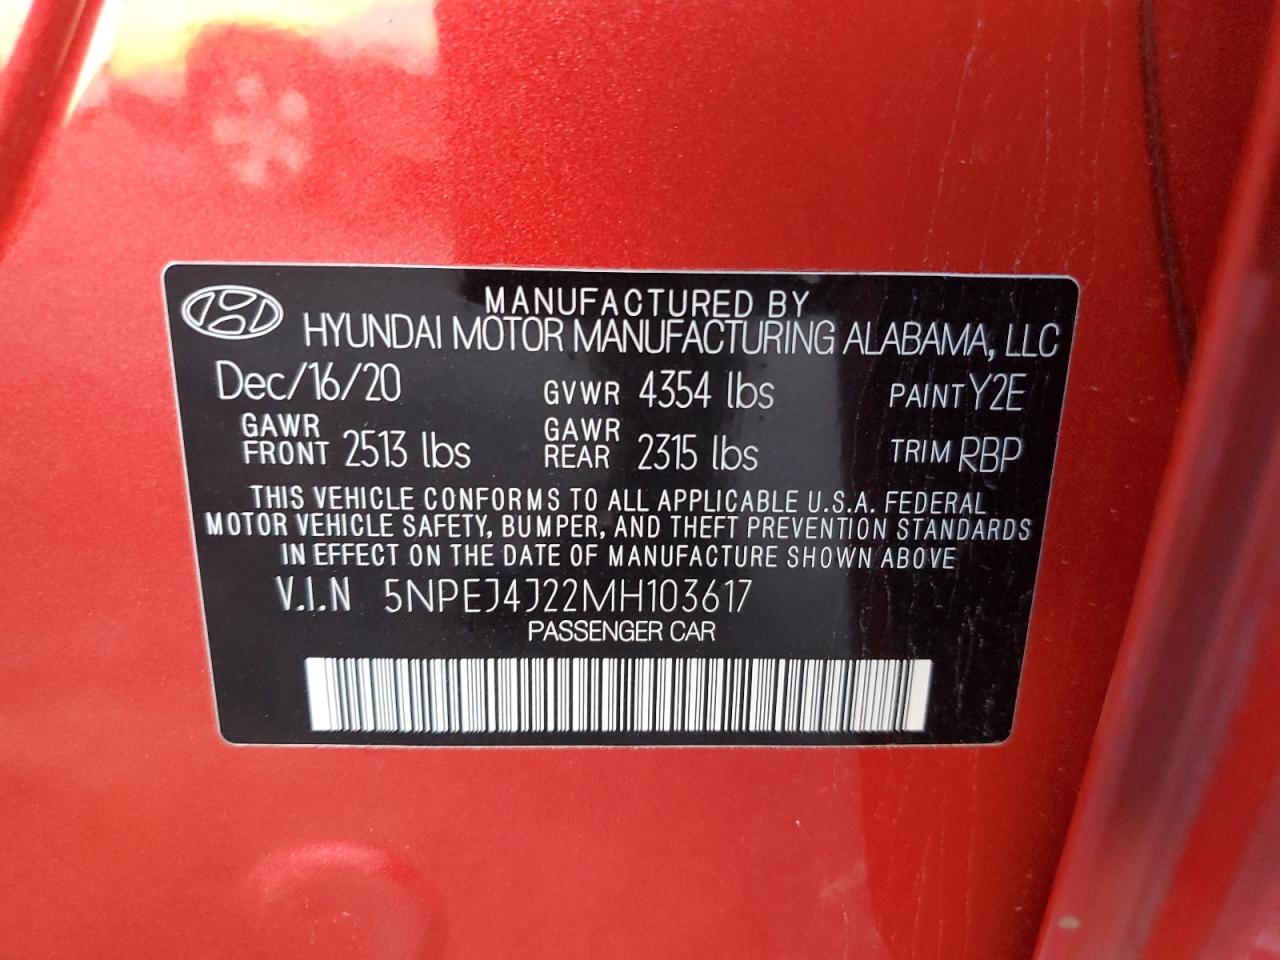 MANUFACTURED BY
HYUNDAI MOTOR MANUFACTURING ALABAMA, LLC
Dec/16/20 GVWR 4354 lbs PAINT Y2E
GAWR FRONT 2513 lbs GAWR REAR 2315 lbs TRIM RBP
THIS VEHICLE CONFORMS TO ALL APPLICABLE U.S.A. FEDERAL
MOTOR VEHICLE SAFETY, BUMPER, AND THEFT PREVENTION STANDARDS
IN EFFECT ON THE DATE OF MANUFACTURE SHOWN ABOVE
V.I.N 5NPEJ4J22MH103617
PASSENGER CAR